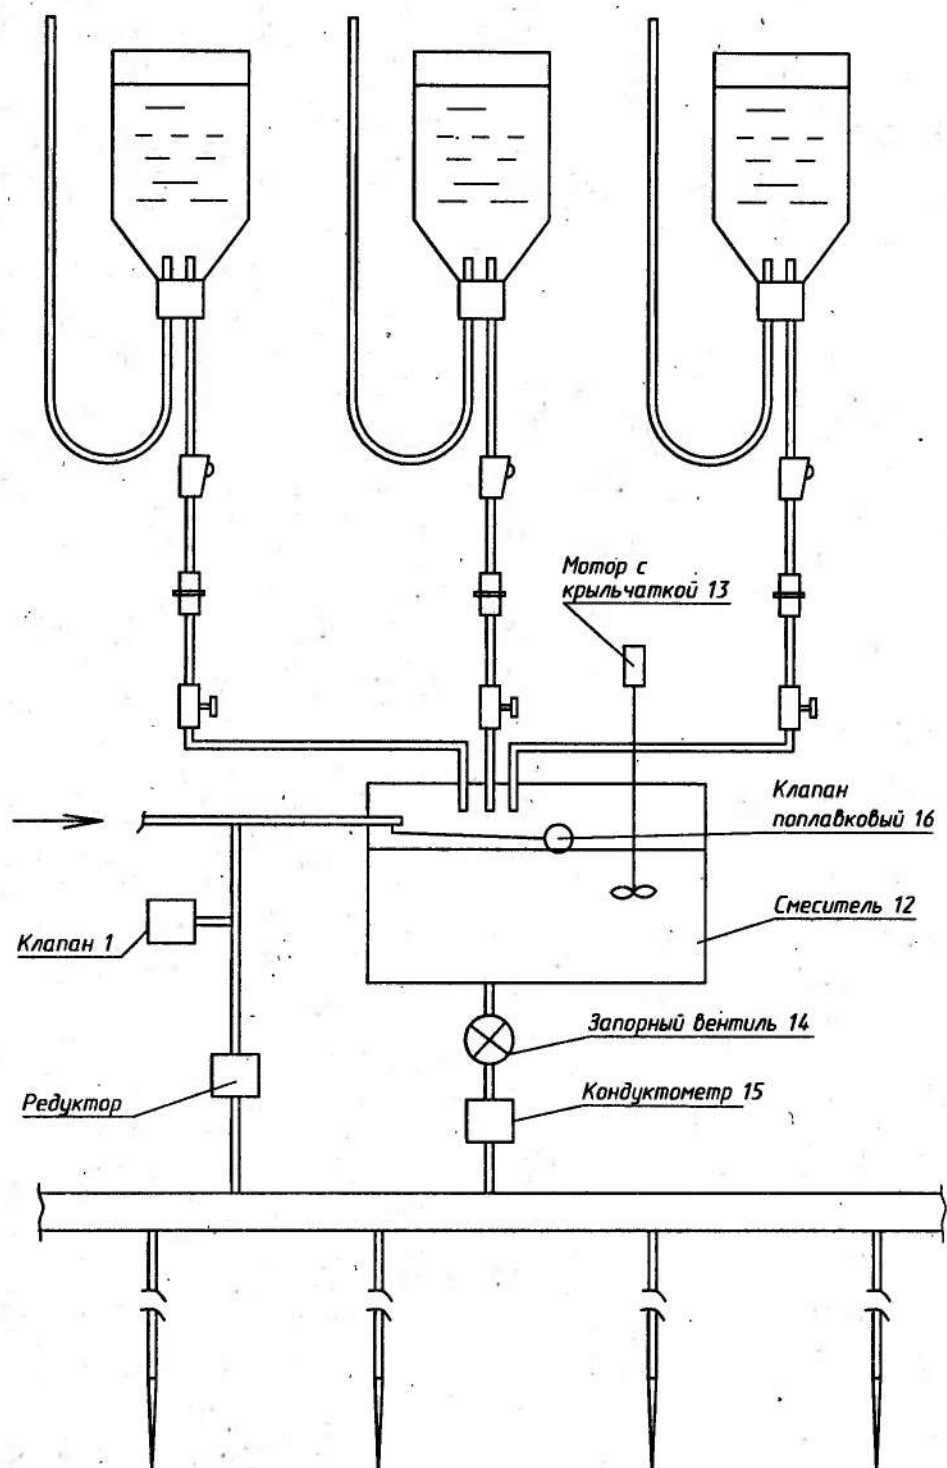 Мотор с
крыльчаткой 13
Клапан
поплавковый 16
Смеситель 12
Клапан 1
Запорный вентиль 14
Кондуктометр 15
Редуктор